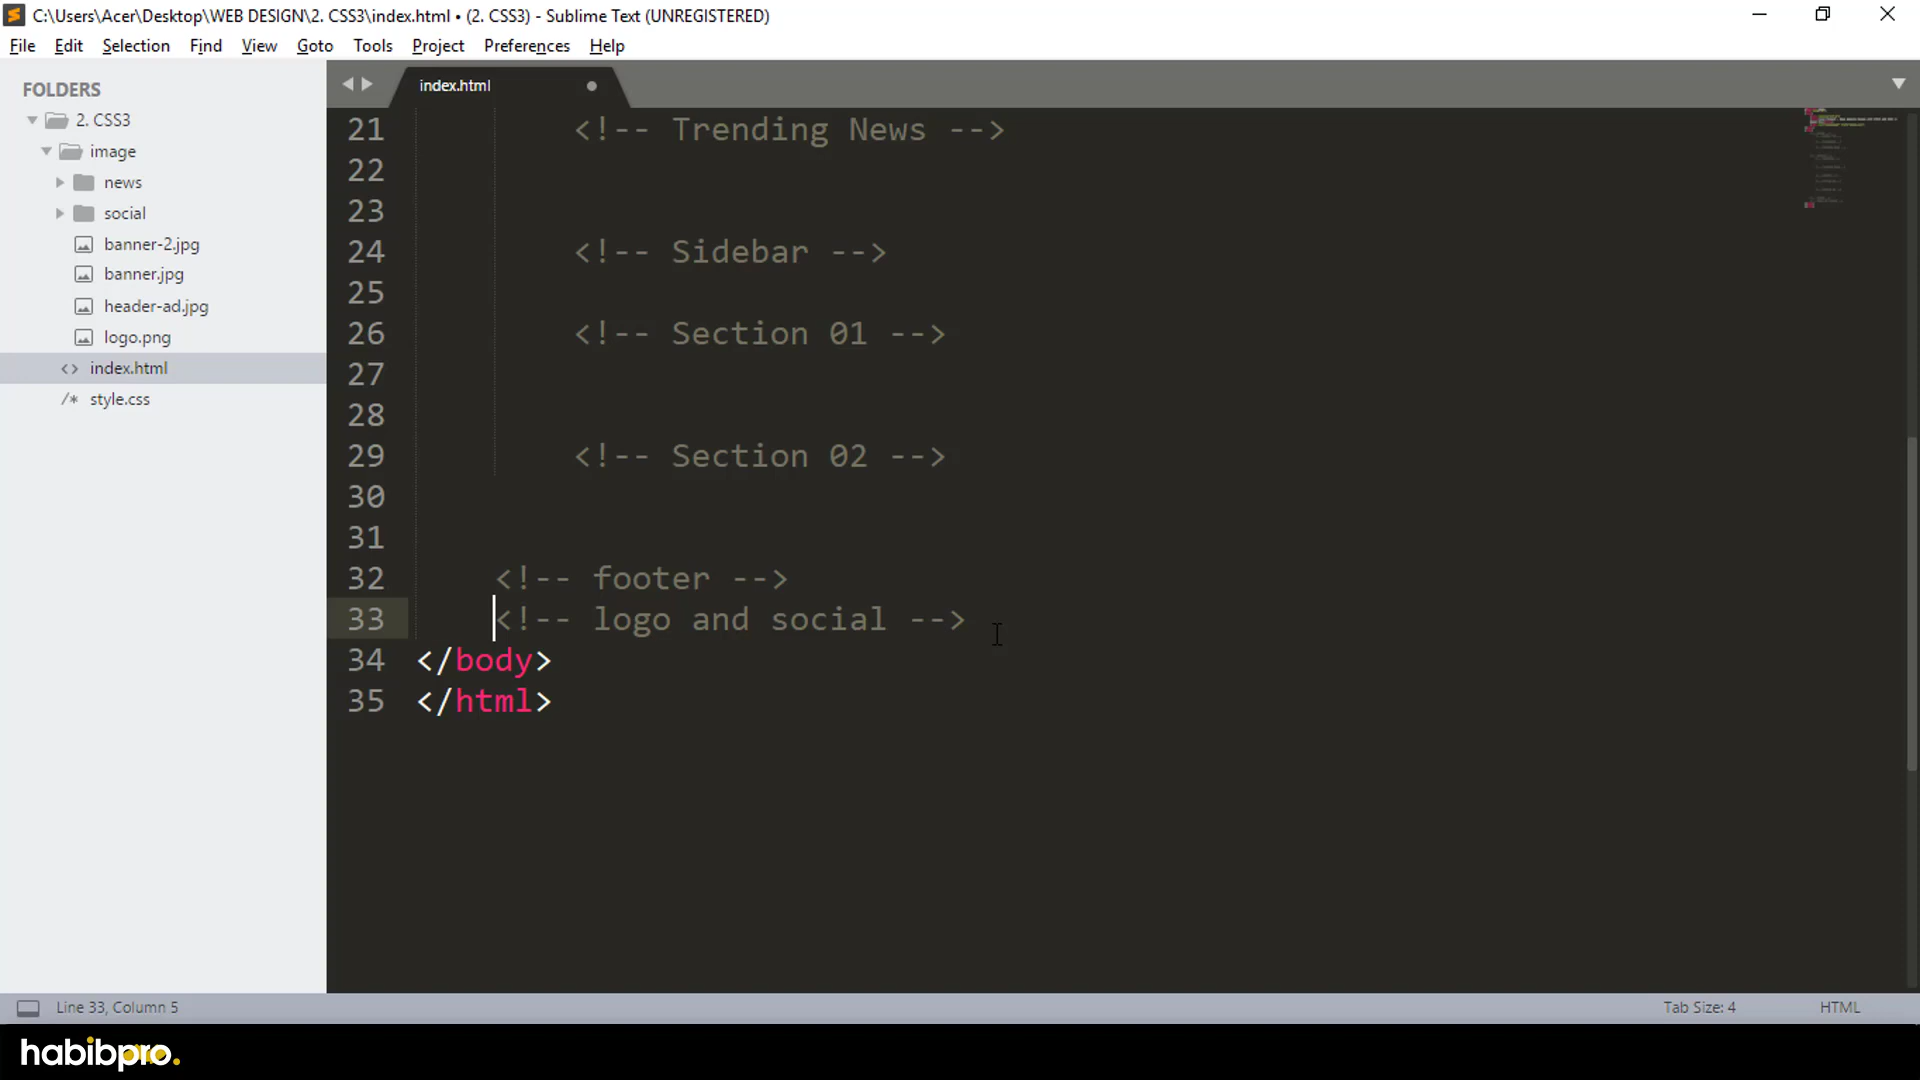 C:\Users\Acer\Desktop\WEB DESIGN\2. CSS3\index.html • (2. CSS3) - Sublime Text (UNREGISTERED)
File Edit Selection Find View Goto Tools Project Preferences Help
FOLDERS
2. CSS3
image
news
social
banner-2.jpg
banner.jpg
header-ad.jpg
logo.png
<> index.html
/* style.css
index.html
21 <!-- Trending News -->
22
23
24 <!-- Sidebar -->
25
26 <!-- Section 01 -->
27
28
29 <!-- Section 02 -->
30
31
32 <!-- footer -->
33 <!-- logo and social -->
34 </body>
35 </html>
Line 33, Column 5 Tab Size: 4 HTML
habibpro.